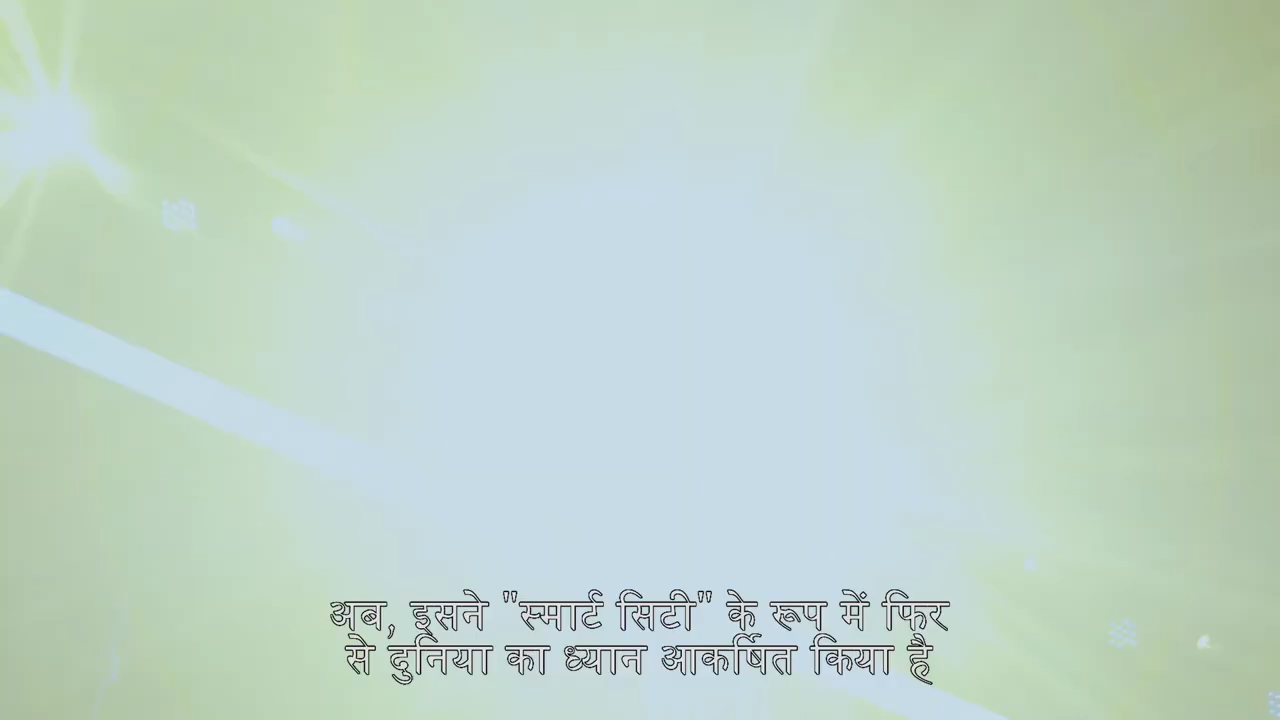 अब, इसने "स्मार्ट सिटी" के रूप में फिर
से दुनिया का ध्यान आकर्षित किया है